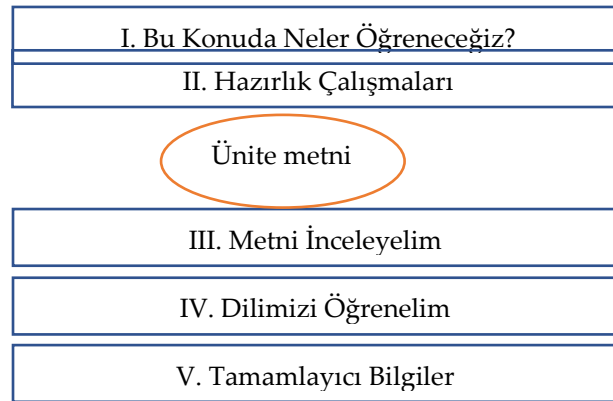 I. Bu Konuda Neler Öğreneceğiz?
II. Hazırlık Çalışmaları
Ünite metni
III. Metni İnceleyelim
IV. Dilimizi Öğrenelim
V. Tamamlayıcı Bilgiler